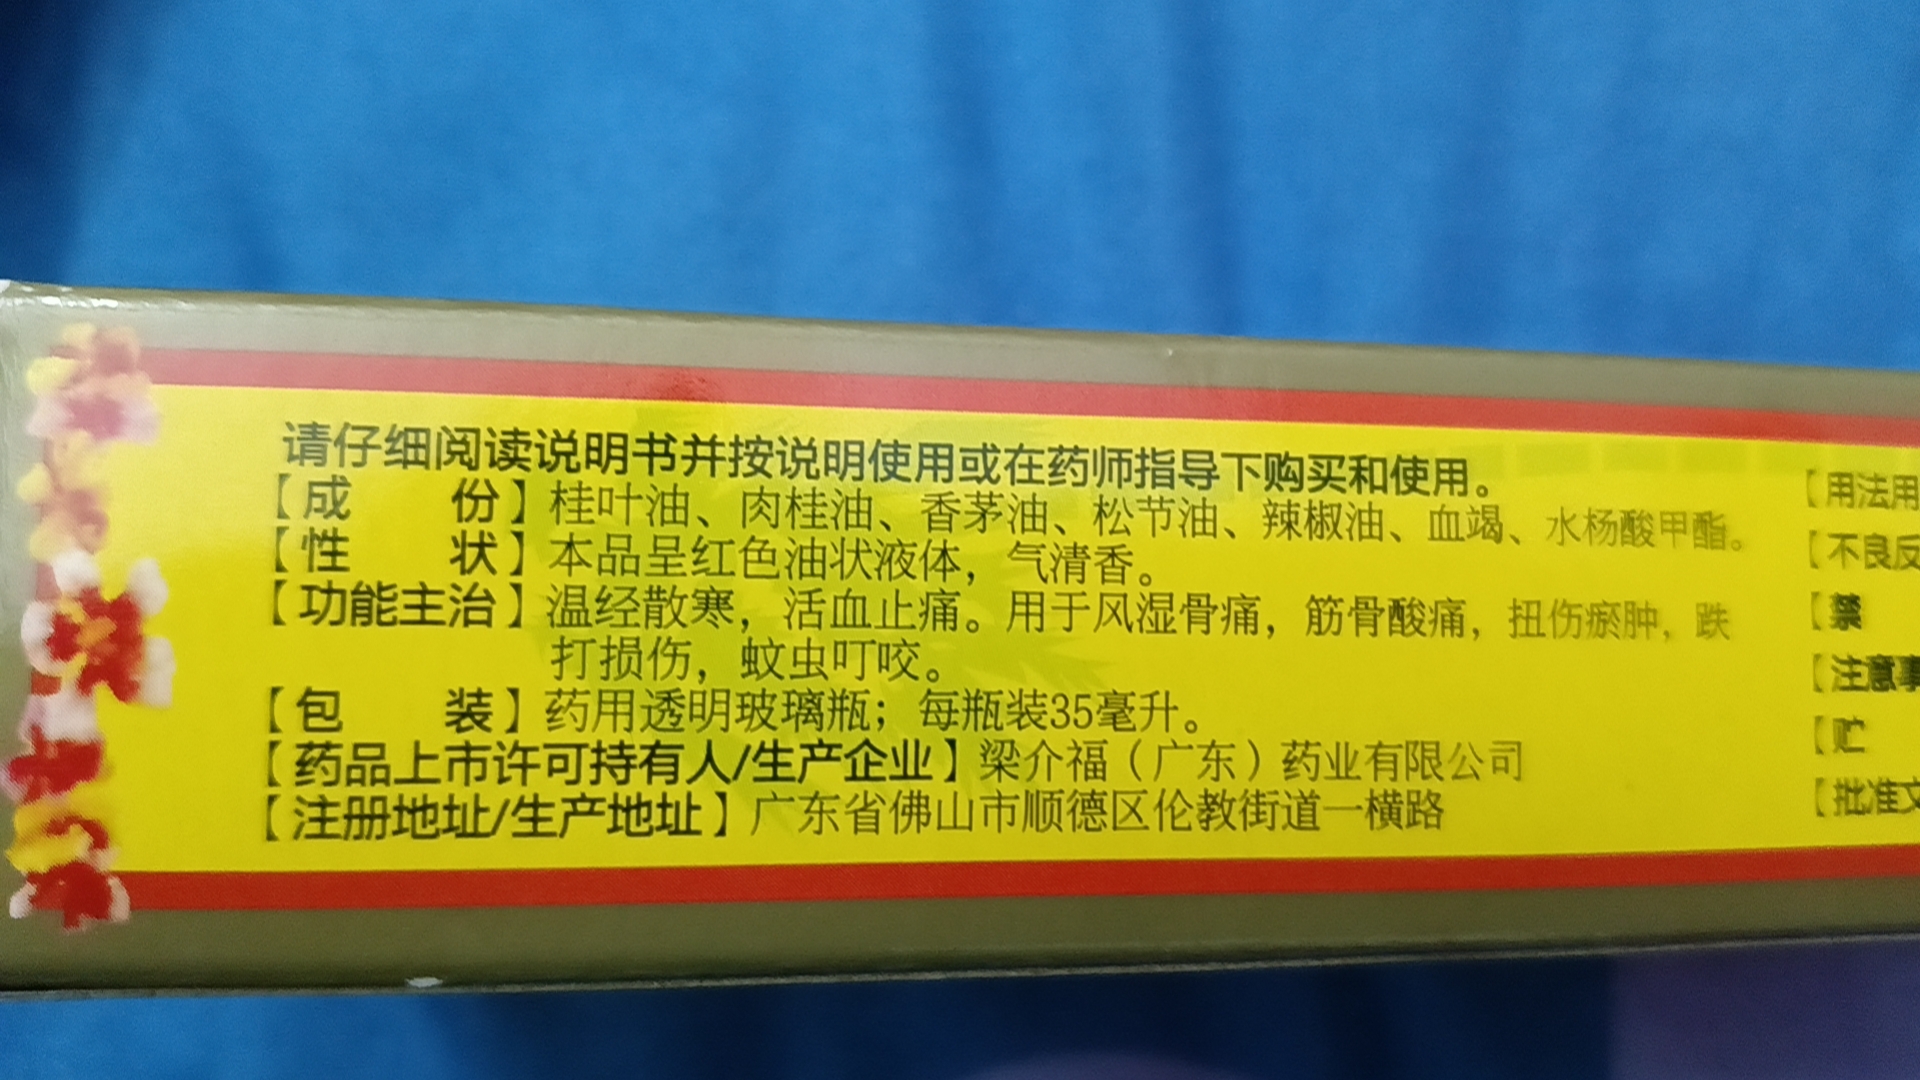 请仔细阅读说明书并按说明使用或在药师指导下购买和使用。
【成 份】桂叶油、肉桂油、香茅油、松节油、辣椒油、血竭、水杨酸甲酯。
【性 状】本品呈红色油状液体，气清香。
【功能主治】温经散寒，活血止痛。用于风湿骨痛，筋骨酸痛，扭伤瘀肿，跌
打损伤，蚊虫叮咬。
【包 装】药用透明玻璃瓶；每瓶装35毫升。
【药品上市许可持有人/生产企业】梁介福（广东）药业有限公司
【注册地址/生产地址】广东省佛山市顺德区伦教街道一横路
【用法用
【不良反
【禁
【注意事
【贮
【批准文